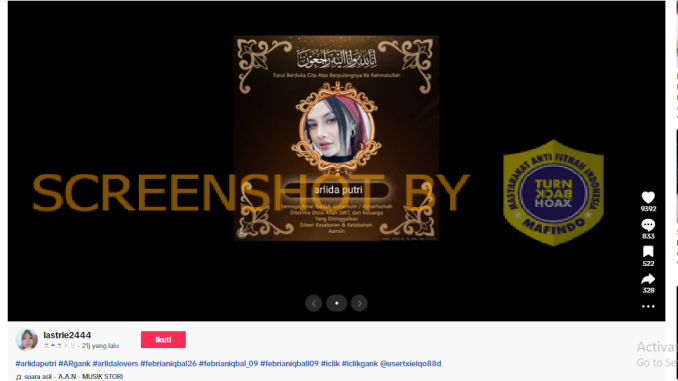 إنا لله وإنا إليه راجعون
Turut Berduka Cita Atas Berpulangnya Ke Rahmatullah
arlida putri
Semoga Amal Ibadah Almarhum / Almarhumah
Diterima Disisi Allah SWT. dan Keluarga
Yang Ditinggalkan
Diberi Kesabaran & Ketabahan
Aamiin
SCREENSHOT BY
MASYARAKAT ANTI FITNAH INDONESIA
TURN
BACK
HOAX
MAFINDO
9392
833
522
328
lastrie2444
- 21j yang lalu
Ikuti
#arlidaputri #ARgank #arlidalovers #febrianiqbal26 #febrianiqbal_09 #febrianiqball09 #iclik #iclikgank @usertxielqo88d
♫ suara asli - A.A.N - MUSIK STORI
Activa
Go to Se